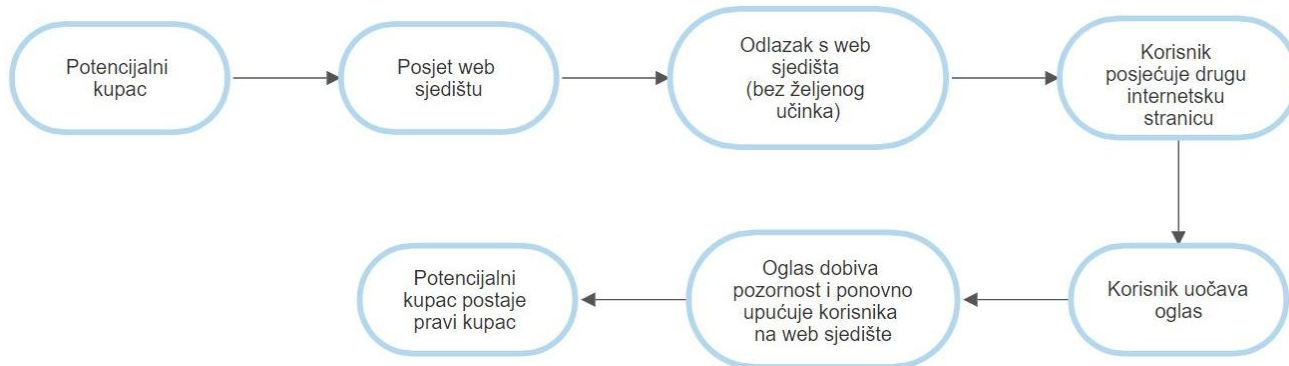 Potencijalni
kupac
Posjet web
sjedištu
Odlazak s web
sjedišta
(bez željenog
učinka)
Korisnik
posjećuje drugu
internetsku
stranicu
Korisnik uočava
oglas
Oglas dobiva
pozornost i ponovno
upućuje korisnika
na web sjedište
Potencijalni
kupac postaje
pravi kupac